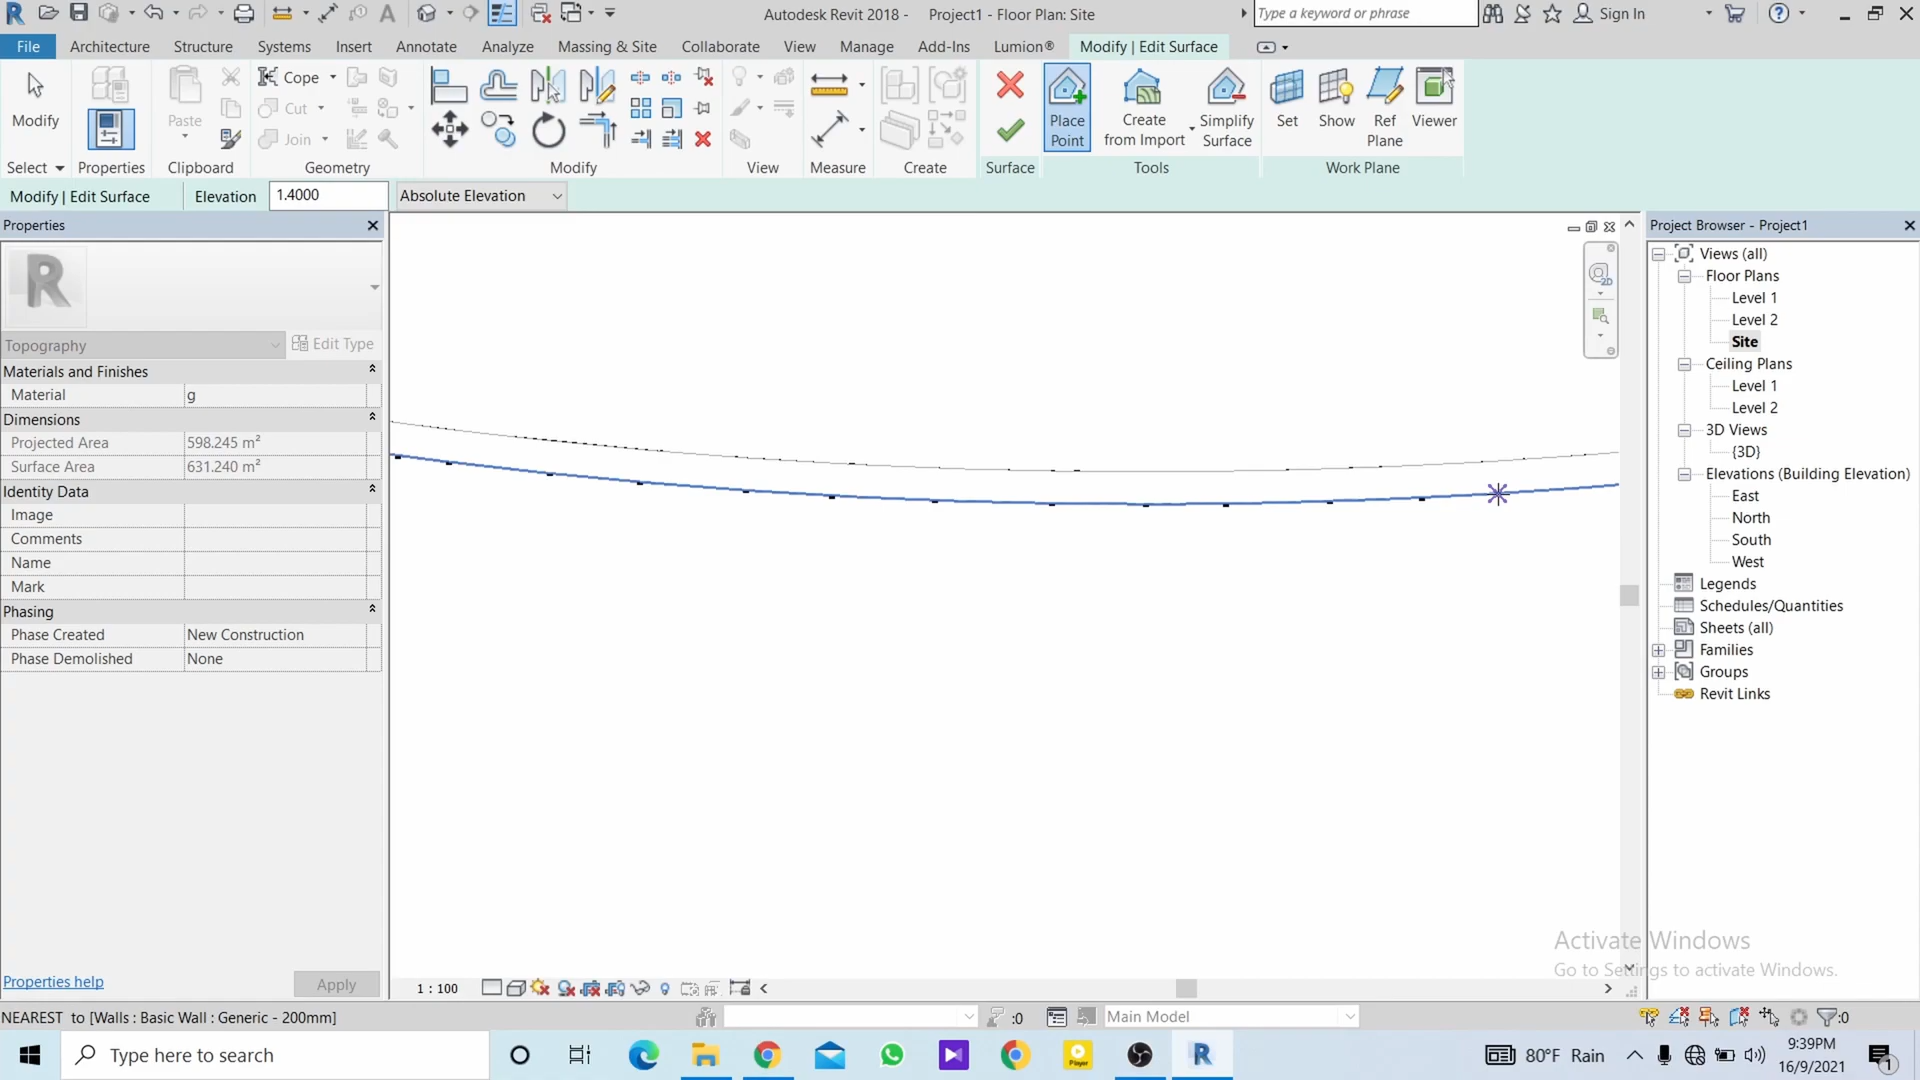 Autodesk Revit 2018 - Project1 - Floor Plan: Site
Type a keyword or phrase
Sign In
File Architecture Structure Systems Insert Annotate Analyze Massing & Site Collaborate View Manage Add-Ins Lumion® Modify | Edit Surface
Modify
Paste
Cope
Cut
Join
Place Point
Create from Import
Simplify Surface
Set
Show
Ref Plane
Viewer
Select Properties Clipboard Geometry Modify View Measure Create Surface Tools Work Plane
Modify | Edit Surface Elevation 1.4000 Absolute Elevation
Properties
R
Topography Edit Type
Materials and Finishes
Material g
Dimensions
Projected Area 598.245 m²
Surface Area 631.240 m²
Identity Data
Image
Comments
Name
Mark
Phasing
Phase Created New Construction
Phase Demolished None
Properties help Apply
2D
Project Browser - Project1
Views (all)
Floor Plans
Level 1
Level 2
Site
Ceiling Plans
Level 1
Level 2
3D Views
{3D}
Elevations (Building Elevation)
East
North
South
West
Legends
Schedules/Quantities
Sheets (all)
Families
Groups
Revit Links
Activate Windows
Go to Settings to activate Windows.
1 : 100
NEAREST to [Walls : Basic Wall : Generic - 200mm] :0 Main Model :0
Type here to search
Player
R
80°F Rain
9:39PM
16/9/2021
1